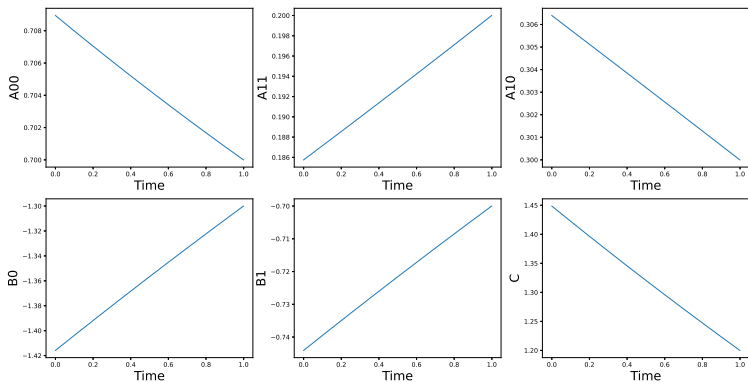 0.708
0.706
0.704
0.702
0.700
A00
0.0 0.2 0.4 0.6 0.8 1.0
Time
0.200
0.198
0.196
0.194
0.192
0.190
0.188
0.186
A11
0.0 0.2 0.4 0.6 0.8 1.0
Time
0.306
0.305
0.304
0.303
0.302
0.301
0.300
A10
0.0 0.2 0.4 0.6 0.8 1.0
Time
−1.30
−1.32
−1.34
−1.36
−1.38
−1.40
−1.42
B0
0.0 0.2 0.4 0.6 0.8 1.0
Time
−0.70
−0.71
−0.72
−0.73
−0.74
B1
0.0 0.2 0.4 0.6 0.8 1.0
Time
1.45
1.40
1.35
1.30
1.25
1.20
C
0.0 0.2 0.4 0.6 0.8 1.0
Time